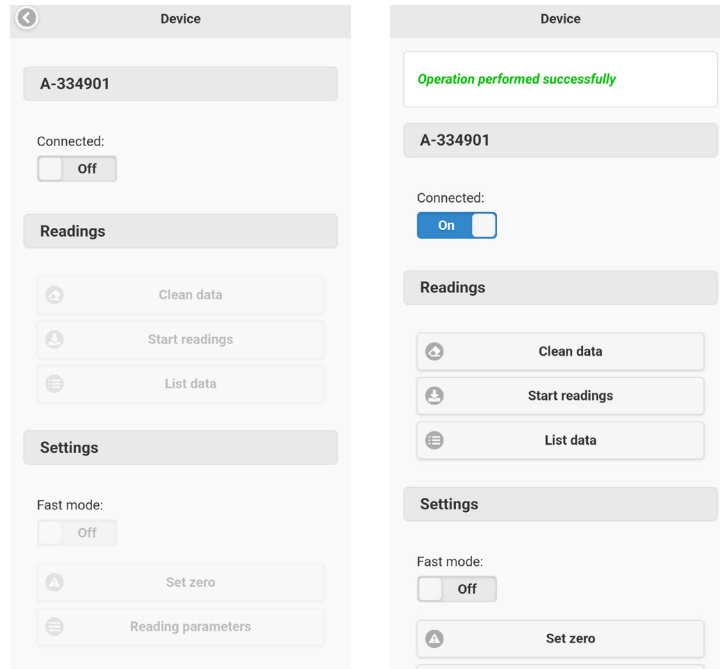 Device
A-334901
Connected:
Off
Readings
Clean data
Start readings
List data
Settings
Fast mode:
Off
Set zero
Reading parameters
Device
Operation performed successfully
A-334901
Connected:
On
Readings
Clean data
Start readings
List data
Settings
Fast mode:
Off
Set zero